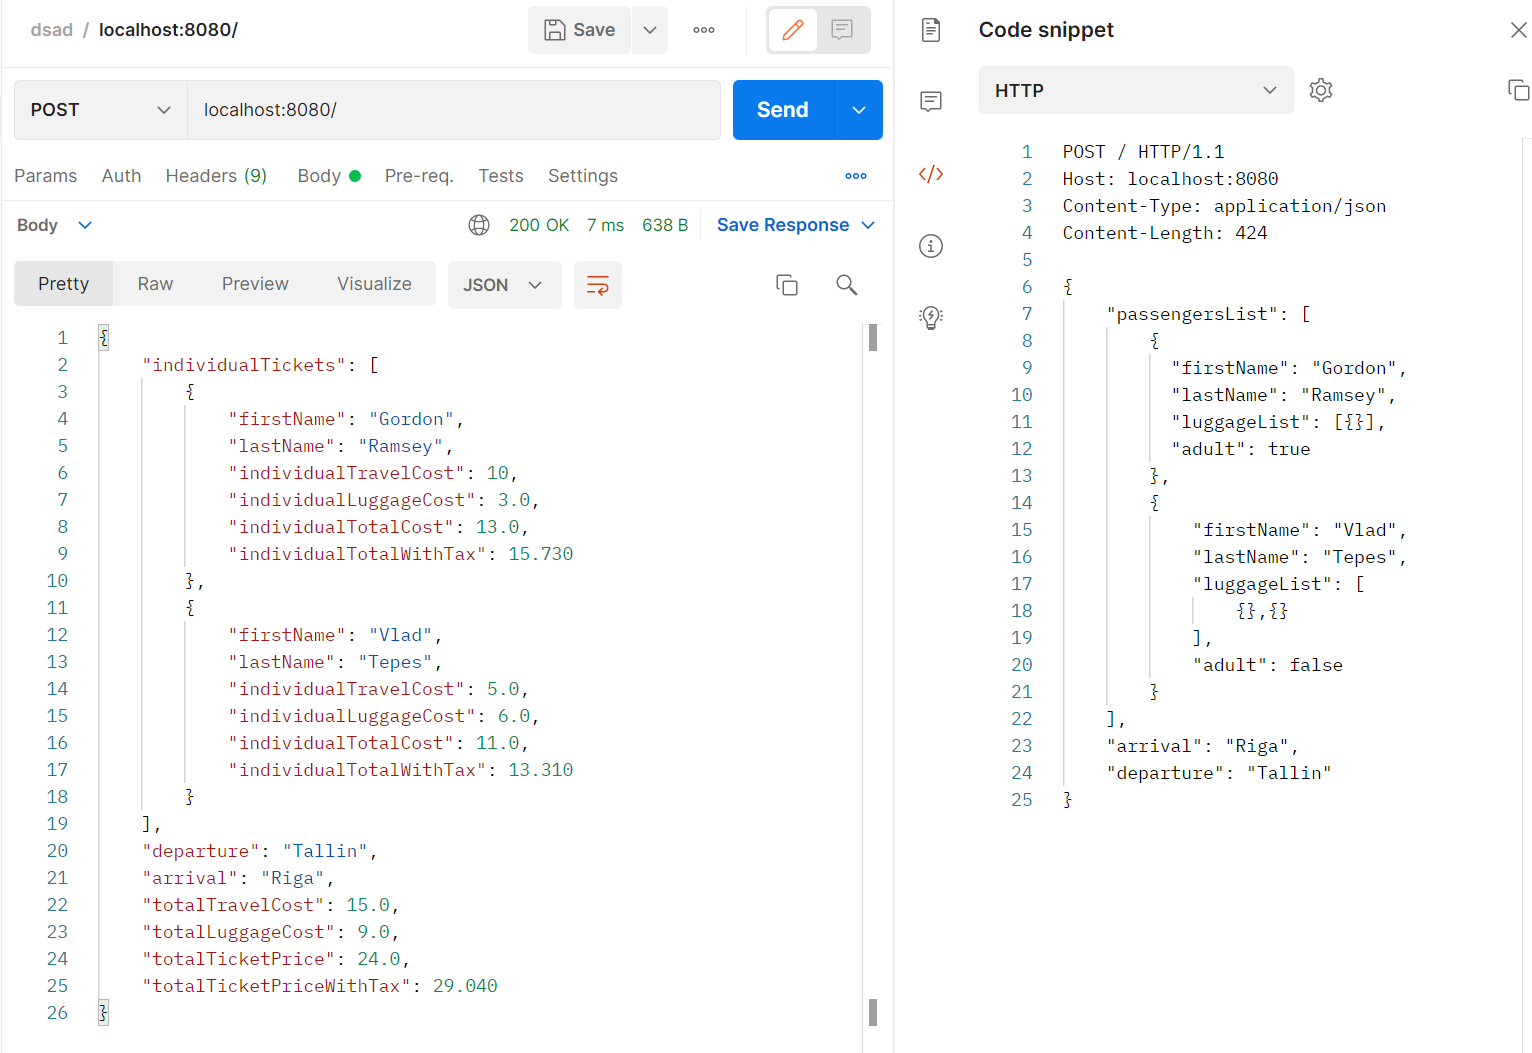 dsad / localhost:8080/
Save
POST
localhost:8080/
Send
Params Auth Headers (9) Body Pre-req. Tests Settings
Body
200 OK 7 ms 638 B Save Response
Pretty Raw Preview Visualize JSON
1 {
2 "individualTickets": [
3 {
4 "firstName": "Gordon",
5 "lastName": "Ramsey",
6 "individualTravelCost": 10,
7 "individualLuggageCost": 3.0,
8 "individualTotalCost": 13.0,
9 "individualTotalWithTax": 15.730
10 },
11 {
12 "firstName": "Vlad",
13 "lastName": "Tepes",
14 "individualTravelCost": 5.0,
15 "individualLuggageCost": 6.0,
16 "individualTotalCost": 11.0,
17 "individualTotalWithTax": 13.310
18 }
19 ],
20 "departure": "Tallin",
21 "arrival": "Riga",
22 "totalTravelCost": 15.0,
23 "totalLuggageCost": 9.0,
24 "totalTicketPrice": 24.0,
25 "totalTicketPriceWithTax": 29.040
26 }
Code snippet
HTTP
1 POST / HTTP/1.1
2 Host: localhost:8080
3 Content-Type: application/json
4 Content-Length: 424
5
6 {
7 "passengersList": [
8 {
9 "firstName": "Gordon",
10 "lastName": "Ramsey",
11 "luggageList": [{}],
12 "adult": true
13 },
14 {
15 "firstName": "Vlad",
16 "lastName": "Tepes",
17 "luggageList": [
18 {},{}
19 ],
20 "adult": false
21 }
22 ],
23 "arrival": "Riga",
24 "departure": "Tallin"
25 }